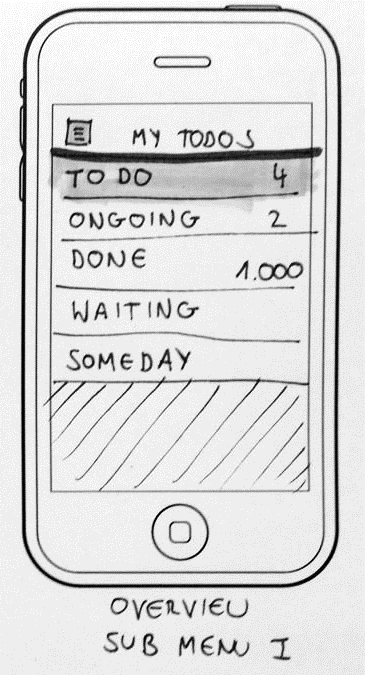 MY TODOS
TO DO 4
ONGOING 2
DONE 1.000
WAITING
SOMEDAY
OVERVIEW
SUB MENU I